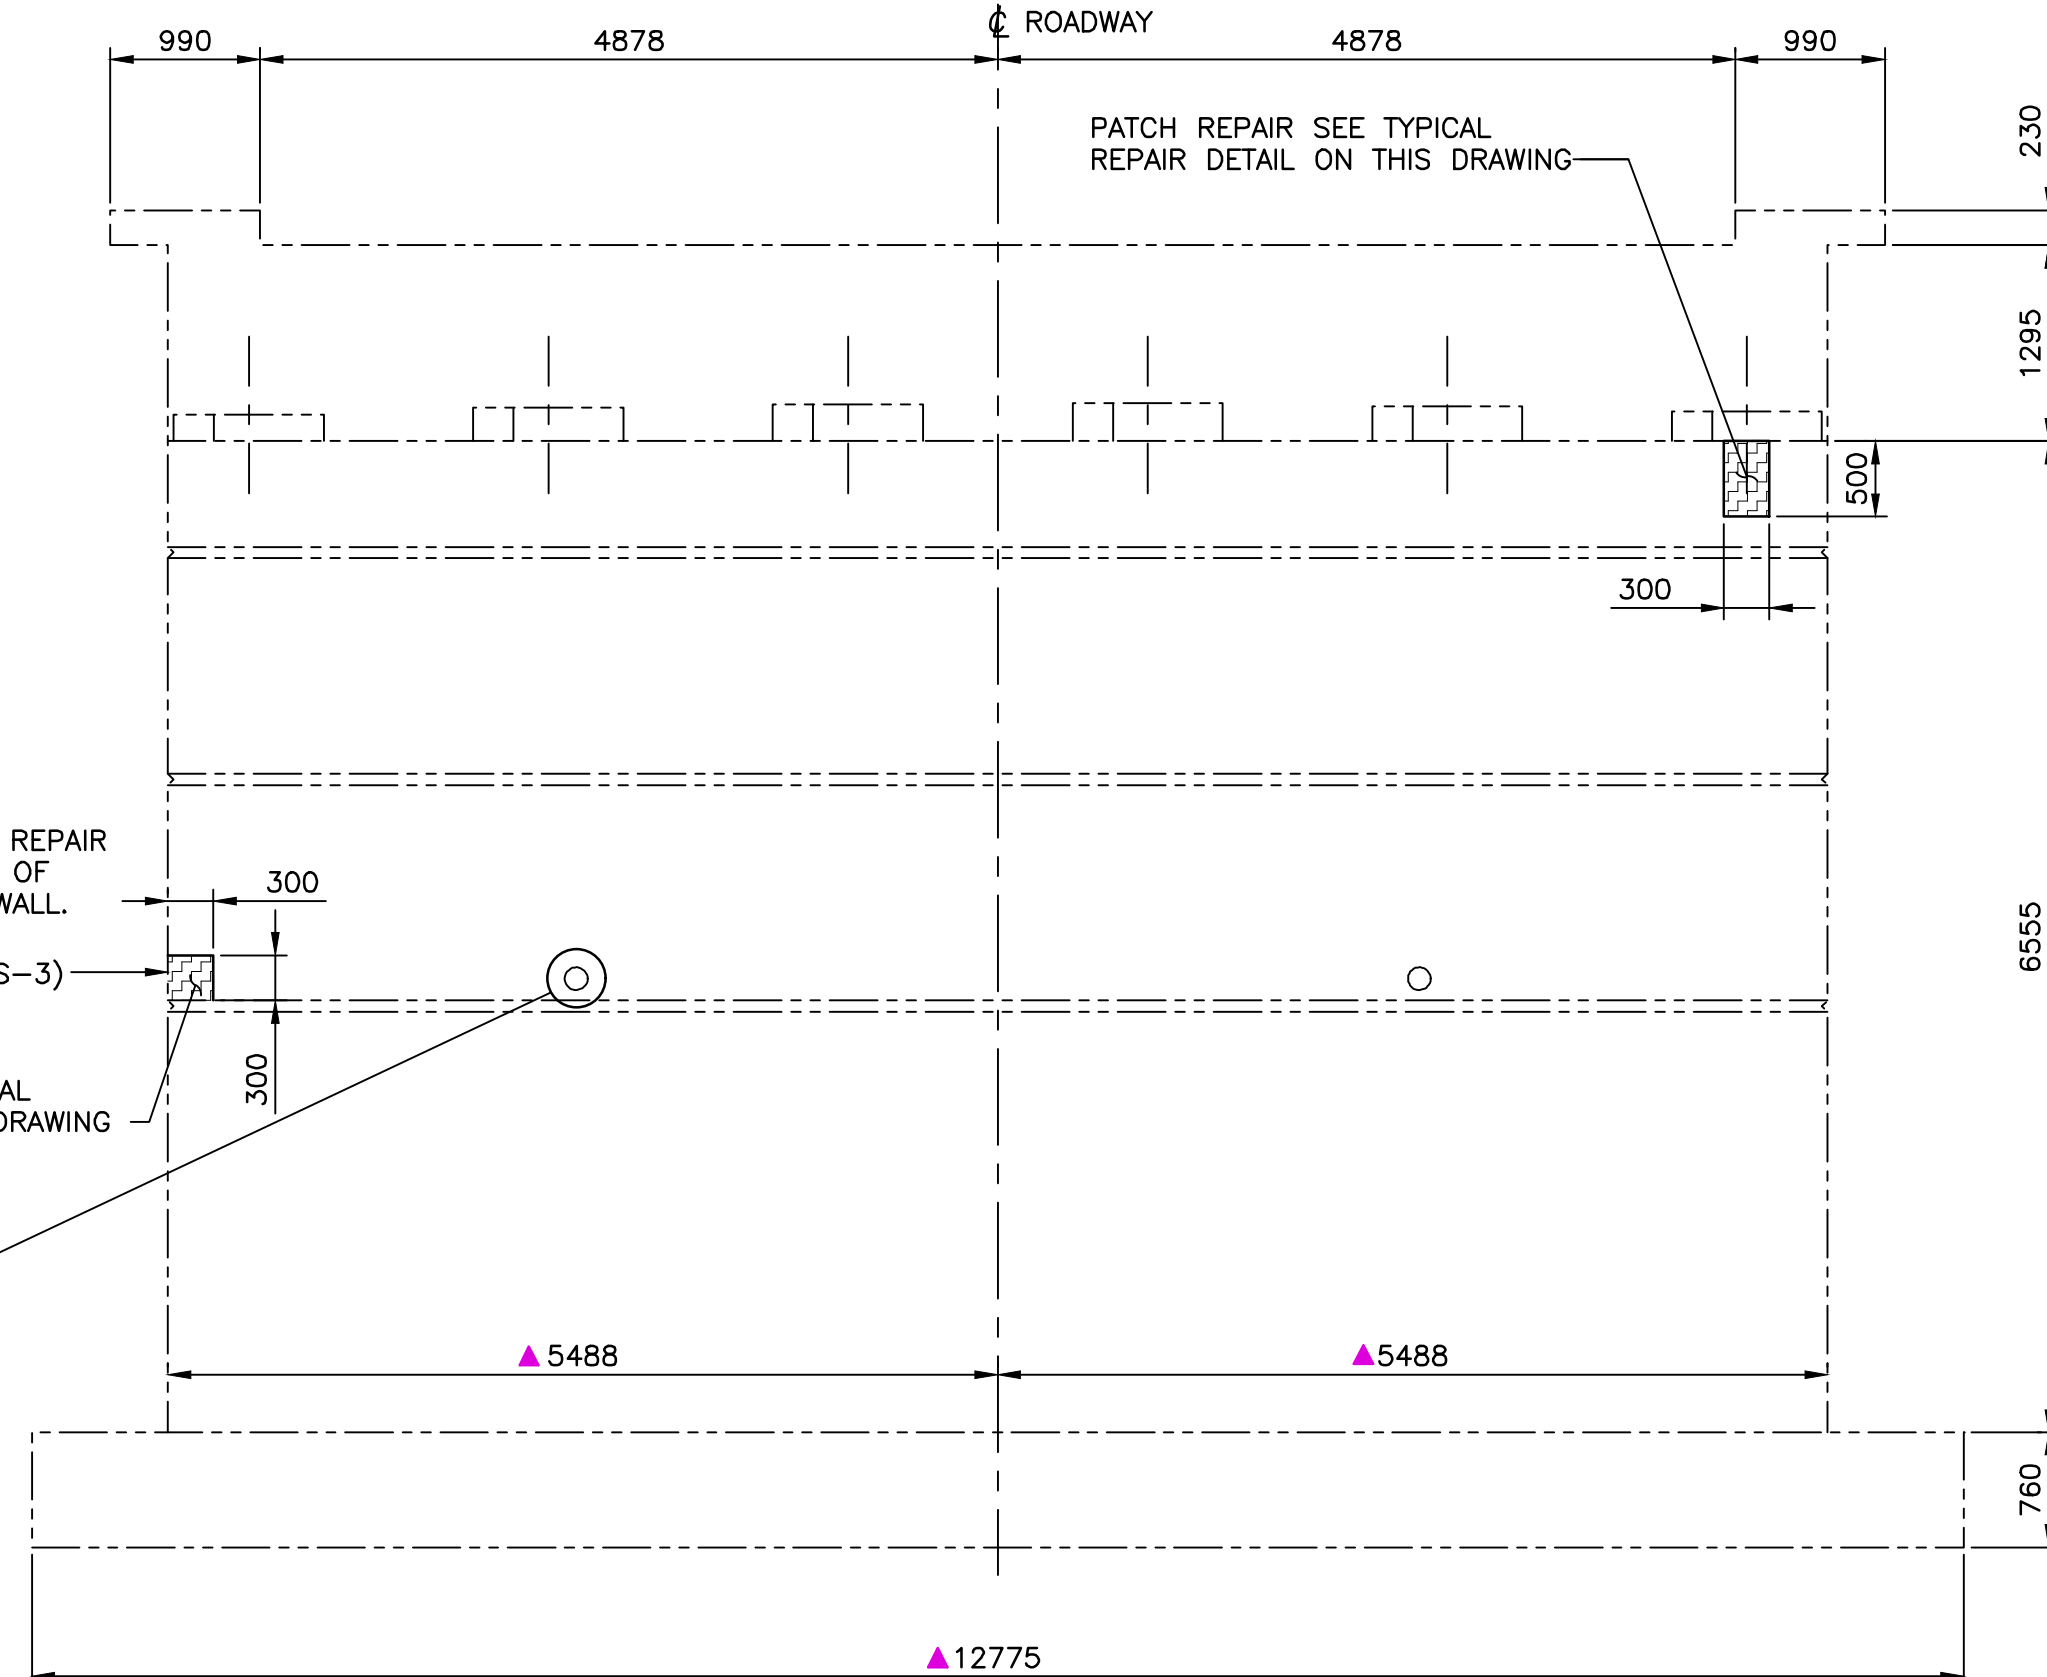 ℄ ROADWAY
990
4878
4878
990
PATCH REPAIR SEE TYPICAL
REPAIR DETAIL ON THIS DRAWING
230
1295
500
300
REPAIR
OF
WALL.
300
S-3)
300
AL
DRAWING
6555
▲5488
▲5488
760
▲12775